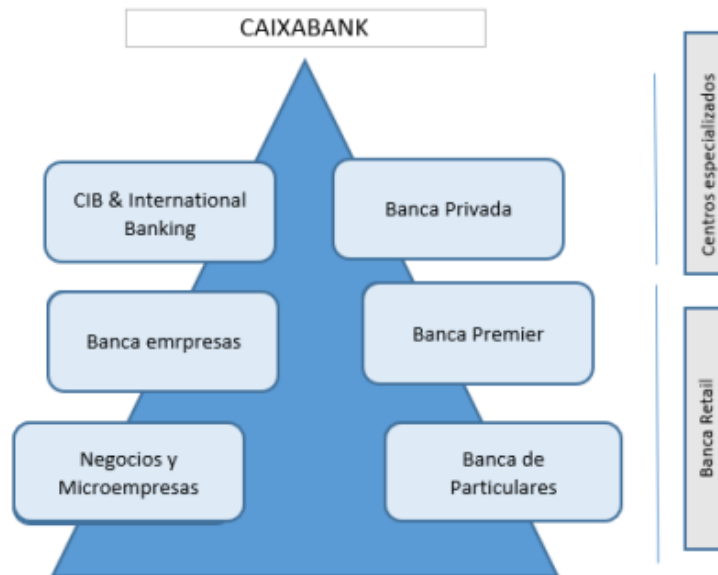 CAIXABANK
CIB & International
Banking
Banca Privada
Banca emrpresas
Banca Premier
Negocios y
Microempresas
Banca de
Particulares
Centros especializados
Banca Retail